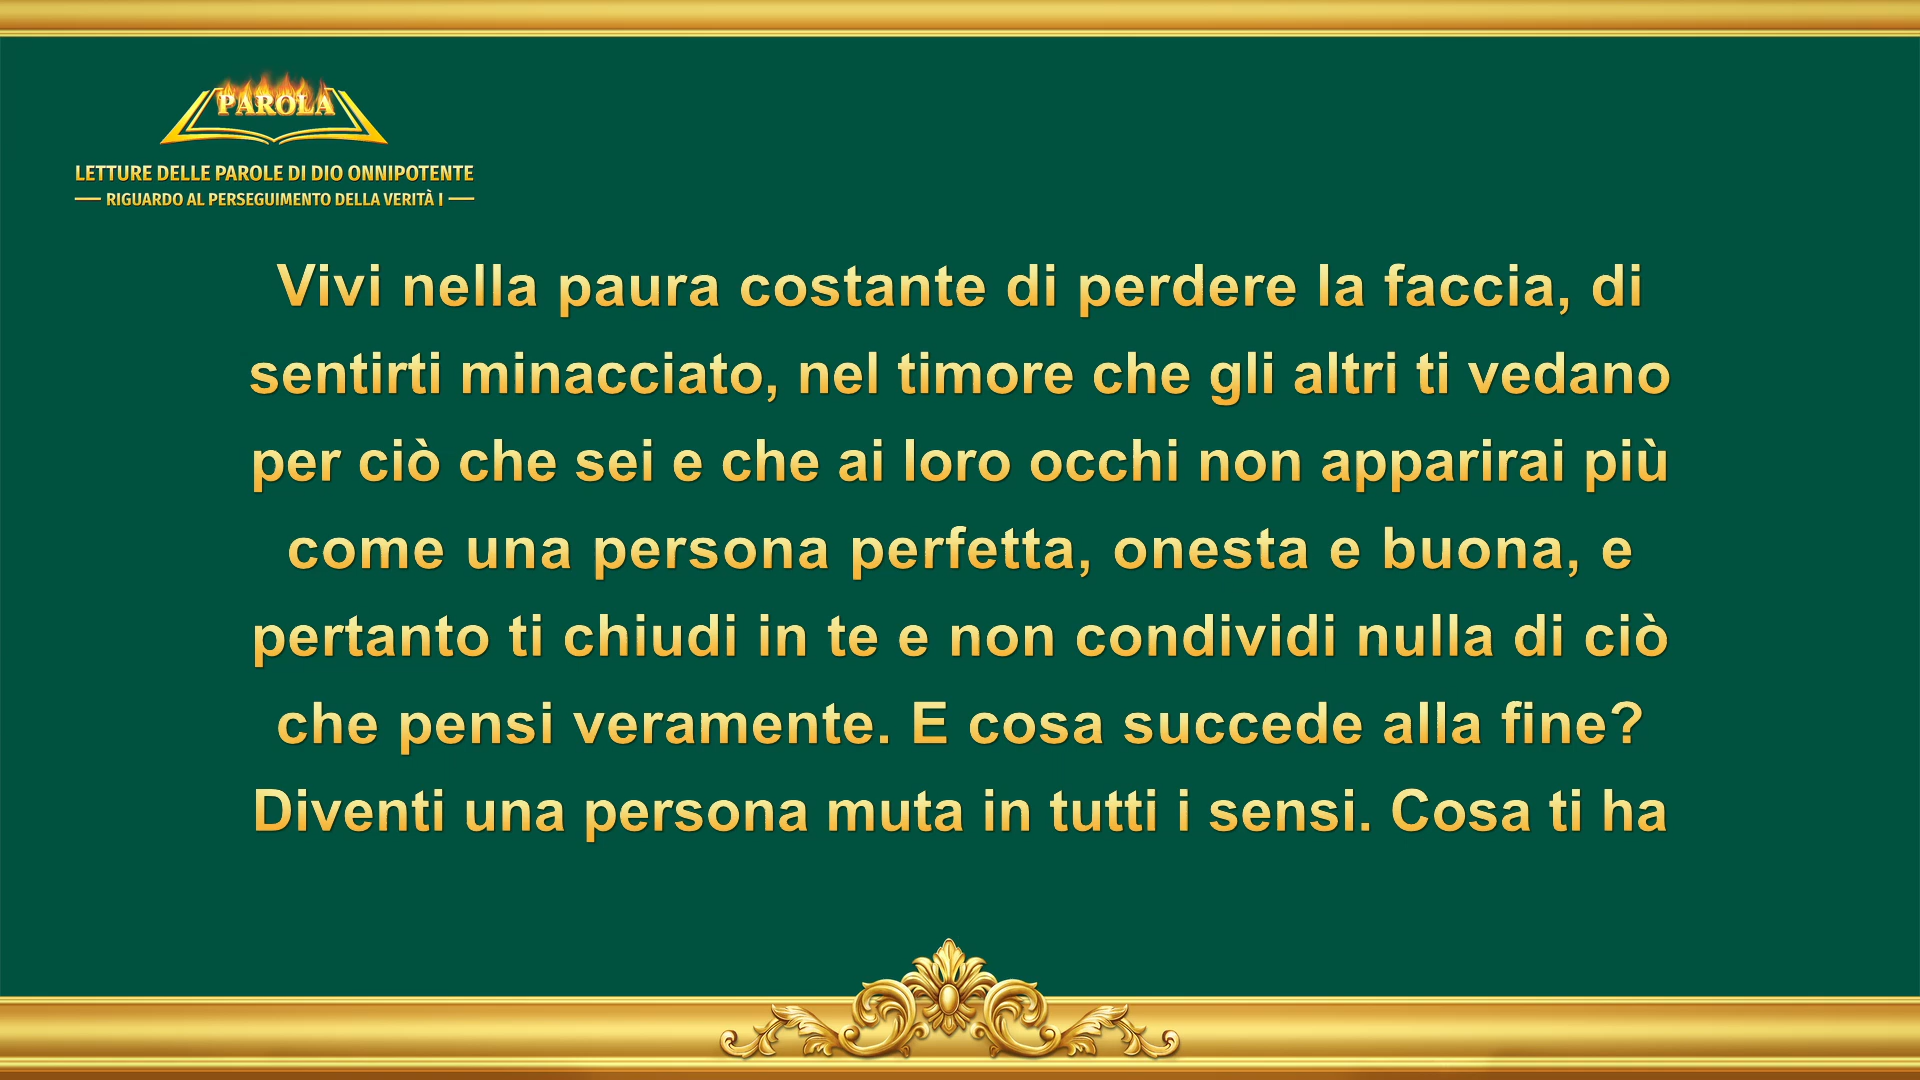 PAROLA
LETTURE DELLE PAROLE DI DIO ONNIPOTENTE
RIGUARDO AL PERSEGUIMENTO DELLA VERITÀ I
Vivi nella paura costante di perdere la faccia, di
sentirti minacciato, nel timore che gli altri ti vedano
per ciò che sei e che ai loro occhi non apparirai più
come una persona perfetta, onesta e buona, e
pertanto ti chiudi in te e non condividi nulla di ciò
che pensi veramente. E cosa succede alla fine?
Diventi una persona muta in tutti i sensi. Cosa ti ha